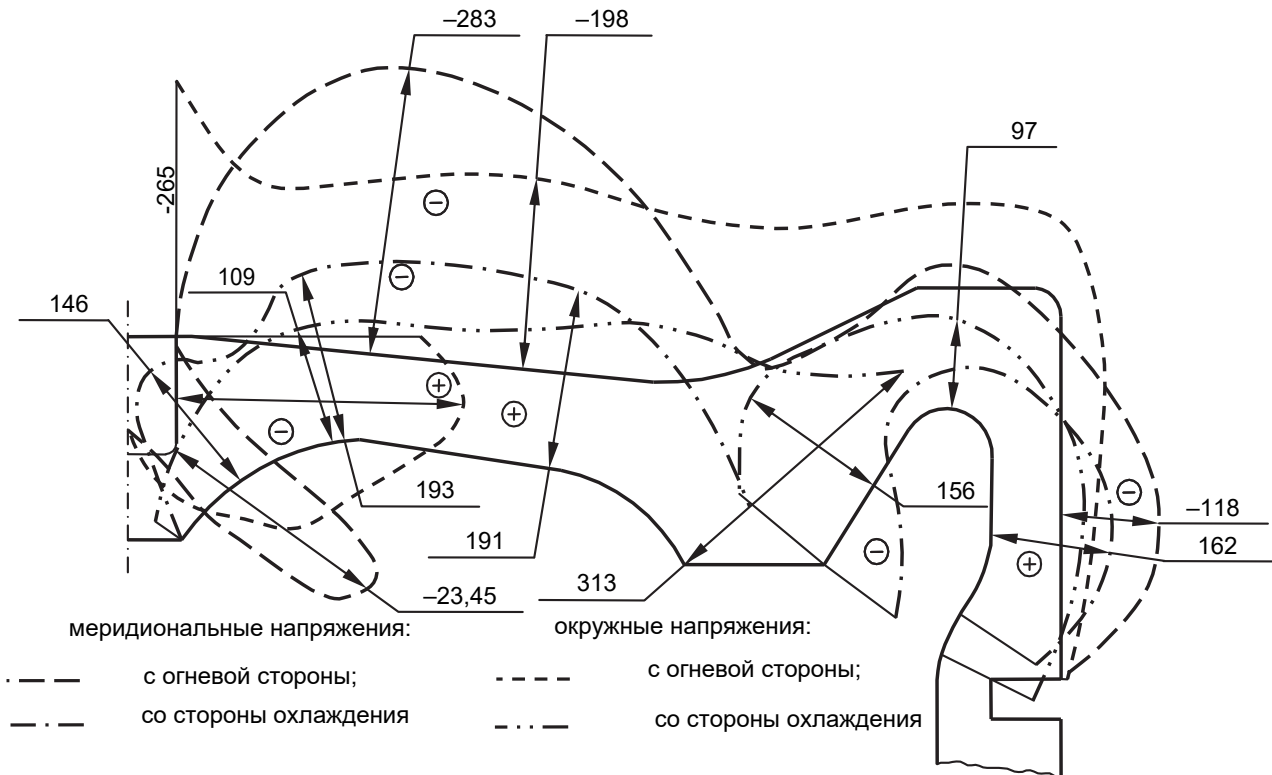 –283
–198
97
-265
109
146
193
191
–23,45
313
156
–118
162
меридиональные напряжения:
окружные напряжения:
с огневой стороны;
с огневой стороны;
со стороны охлаждения
со стороны охлаждения